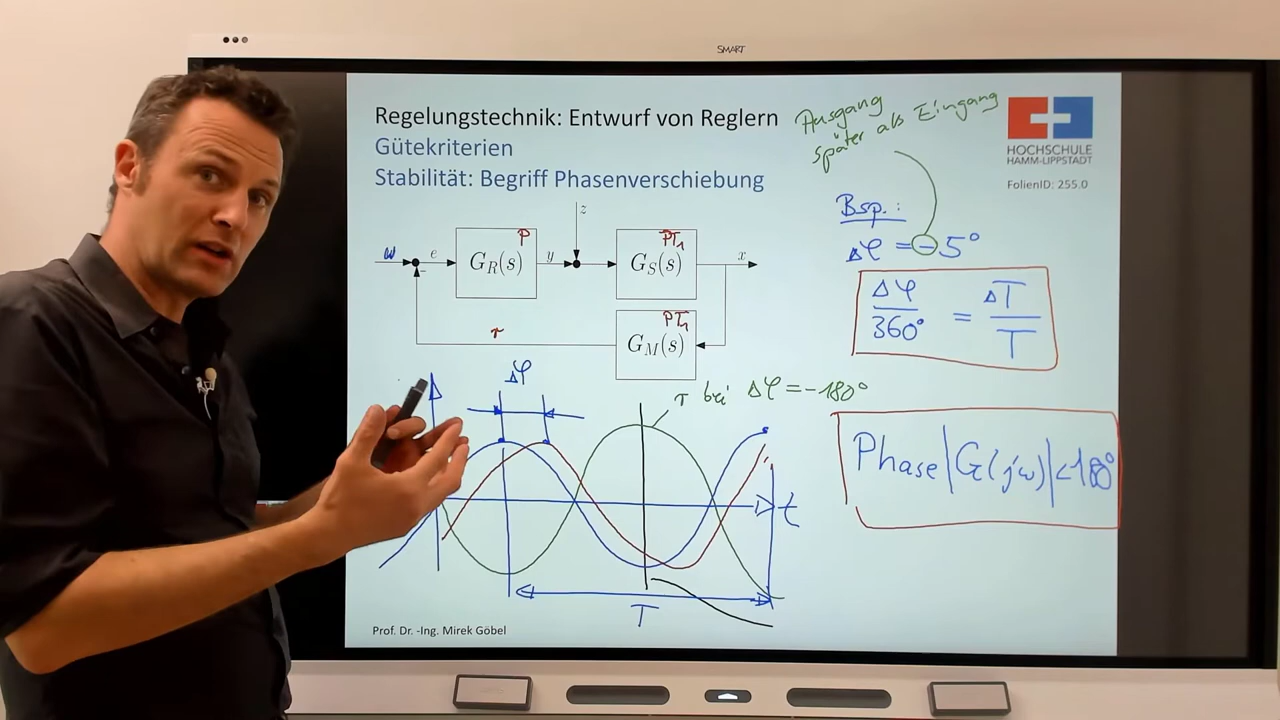 SMART
Regelungstechnik: Entwurf von Reglern
Gütekriterien
Stabilität: Begriff Phasenverschiebung
Ausgang
später als Eingang
HOCHSCHULE
HAMM-LIPPSTADT
FolienID: 255.0
Bsp.:
Δφ = -5°
Δφ/360° = ΔT/T
w
e
P
G_R(s)
y
z
PT₁
G_S(s)
x
r
PT₁
G_M(s)
Δφ
r bei Δφ = -180°
Phase |G(jω)| < 180°
t
T
Prof. Dr. -Ing. Mirek Göbel